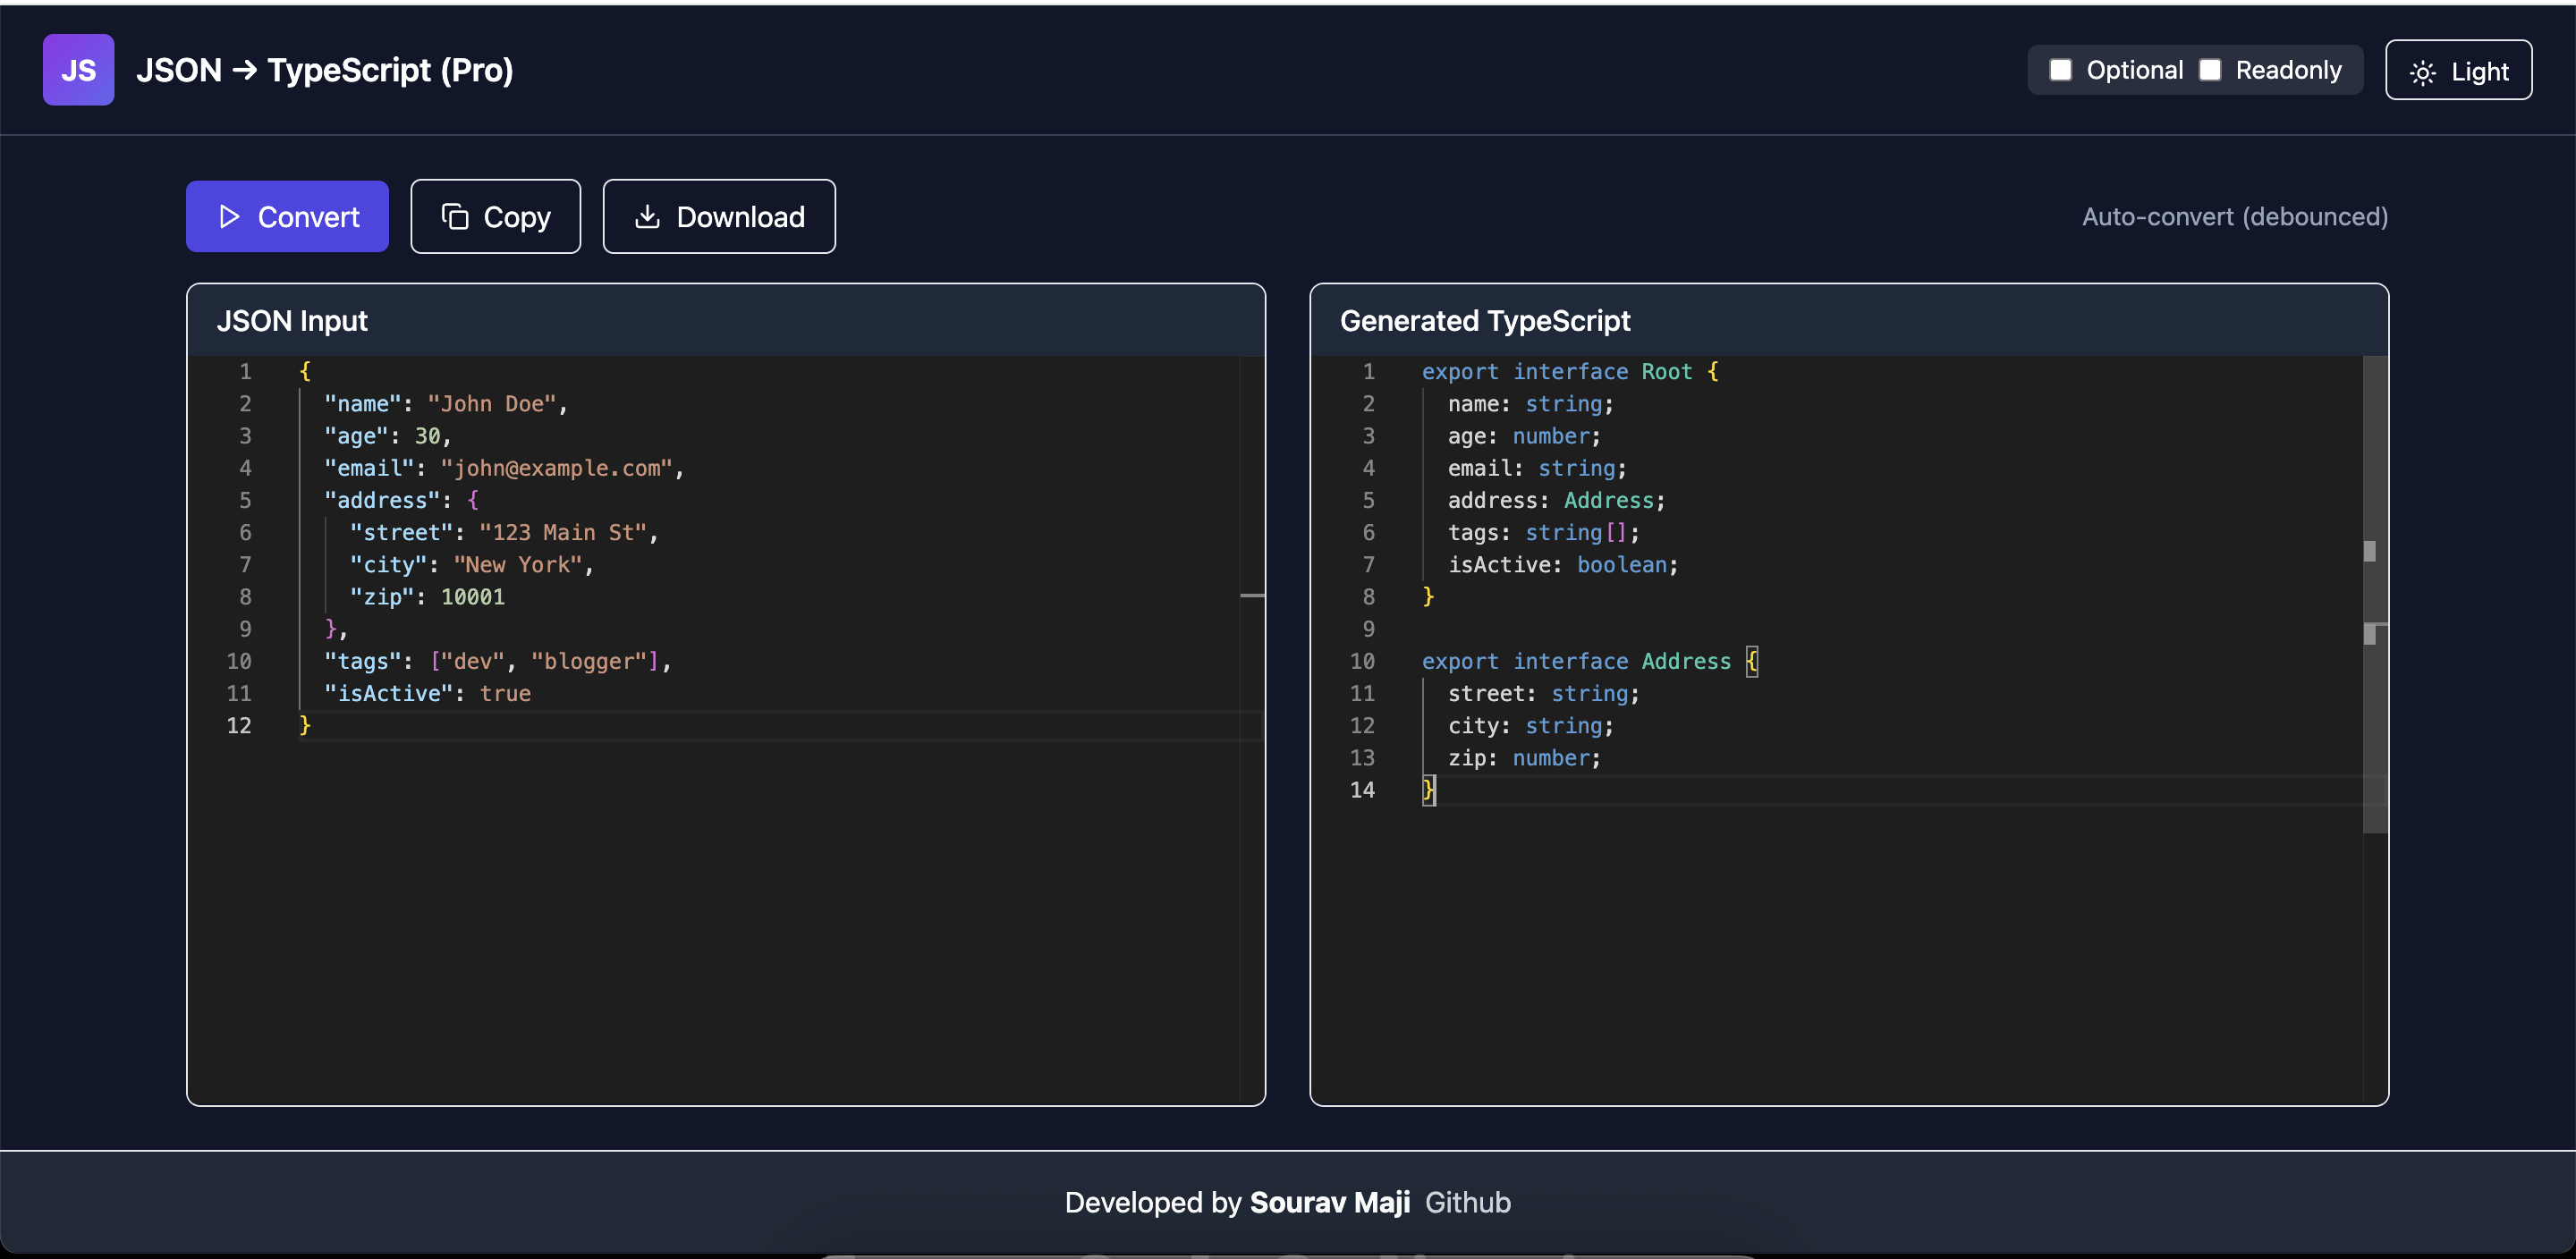 JS JSON → TypeScript (Pro) Optional Readonly Light
Convert Copy Download Auto-convert (debounced)
JSON Input
1 {
2   "name": "John Doe",
3   "age": 30,
4   "email": "john@example.com",
5   "address": {
6     "street": "123 Main St",
7     "city": "New York",
8     "zip": 10001
9   },
10   "tags": ["dev", "blogger"],
11   "isActive": true
12 }
Generated TypeScript
1 export interface Root {
2   name: string;
3   age: number;
4   email: string;
5   address: Address;
6   tags: string[];
7   isActive: boolean;
8 }
9
10 export interface Address {
11   street: string;
12   city: string;
13   zip: number;
14 }
Developed by Sourav Maji Github